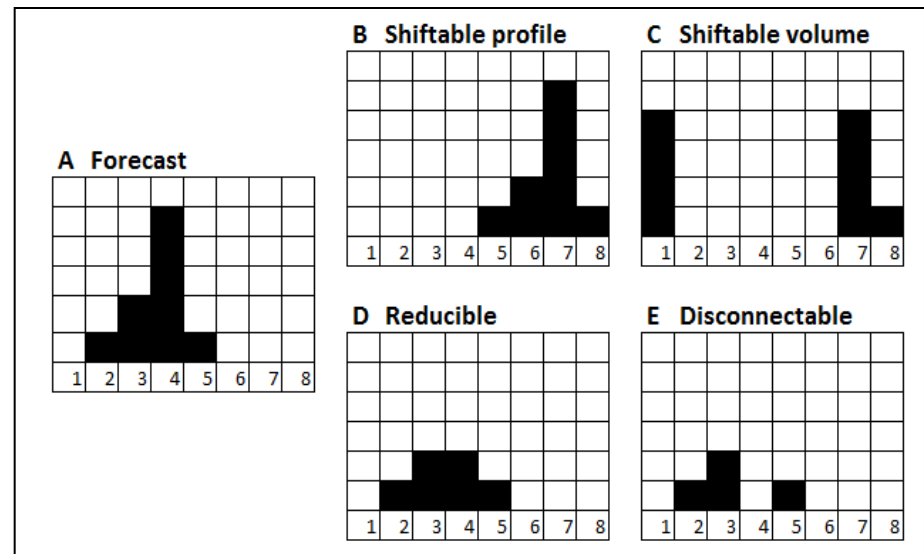 B Shiftable profile
C Shiftable volume
A Forecast
1 2 3 4 5 6 7 8
1 2 3 4 5 6 7 8
1 2 3 4 5 6 7 8
D Reducible
E Disconnectable
1 2 3 4 5 6 7 8
1 2 3 4 5 6 7 8